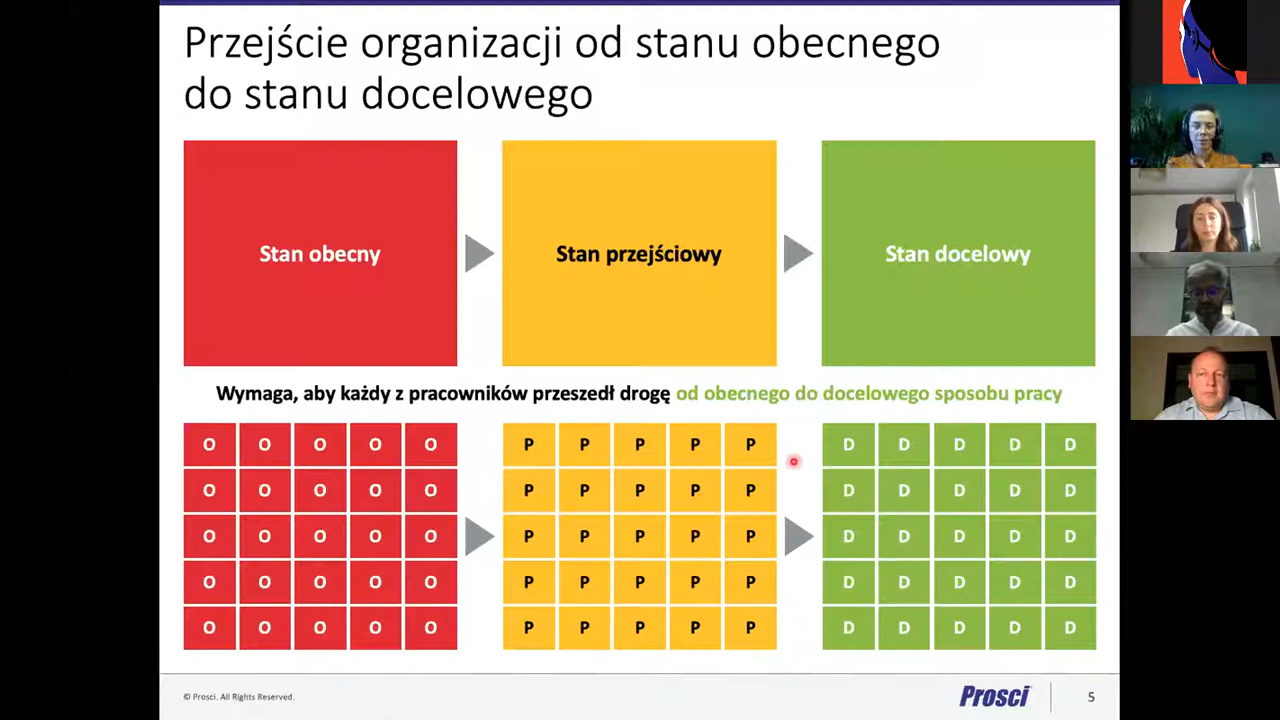 Przejście organizacji od stanu obecnego
do stanu docelowego
Stan obecny
Stan przejściowy
Stan docelowy
Wymaga, aby każdy z pracowników przeszedł drogę od obecnego do docelowego sposobu pracy
O O O O O P P P P P D D D D D
O O O O O P P P P P D D D D D
O O O O O P P P P P D D D D D
O O O O O P P P P P D D D D D
O O O O O P P P P P D D D D D
© Prosci. All Rights Reserved.
Prosci
5